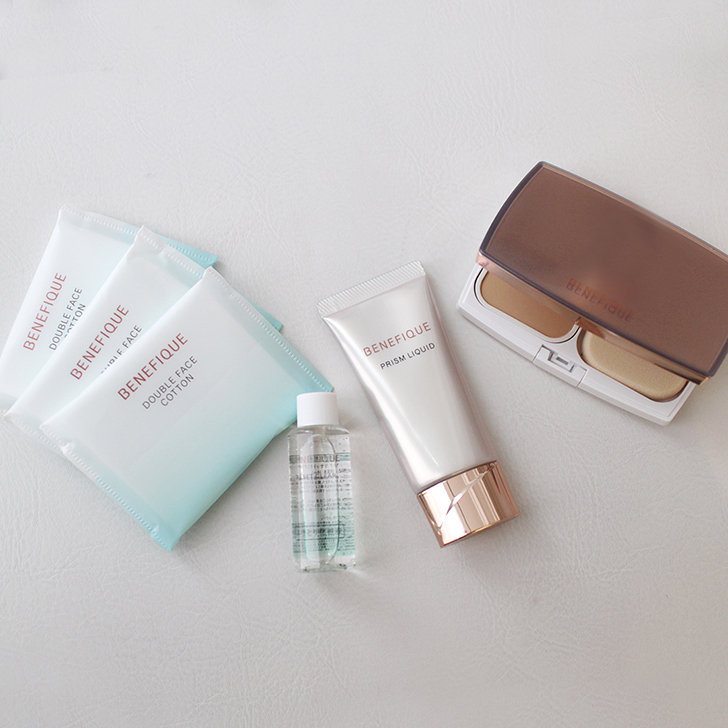 BENEFIQUE
DOUBLE FACE
COTTON
BENEFIQUE
DOUBLE FACE
BENEFIQUE
DOUBLE FACE
COTTON
BENEFIQUE
PRISM LIQUID
BENEFIQUE